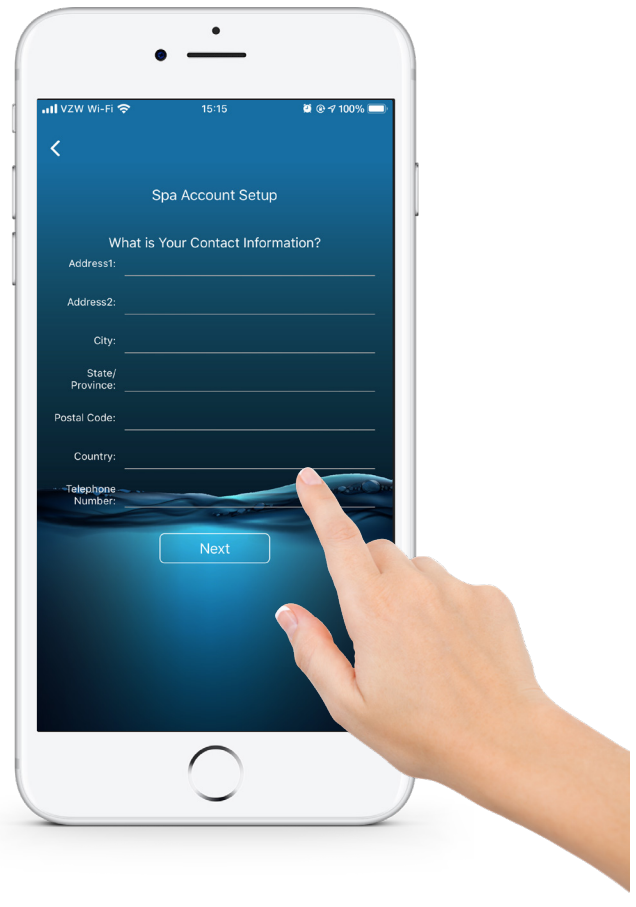 VZW Wi-Fi 15:15 100%
Spa Account Setup
What is Your Contact Information?
Address1:
Address2:
City:
State/
Province:
Postal Code:
Country:
Telephone
Number:
Next